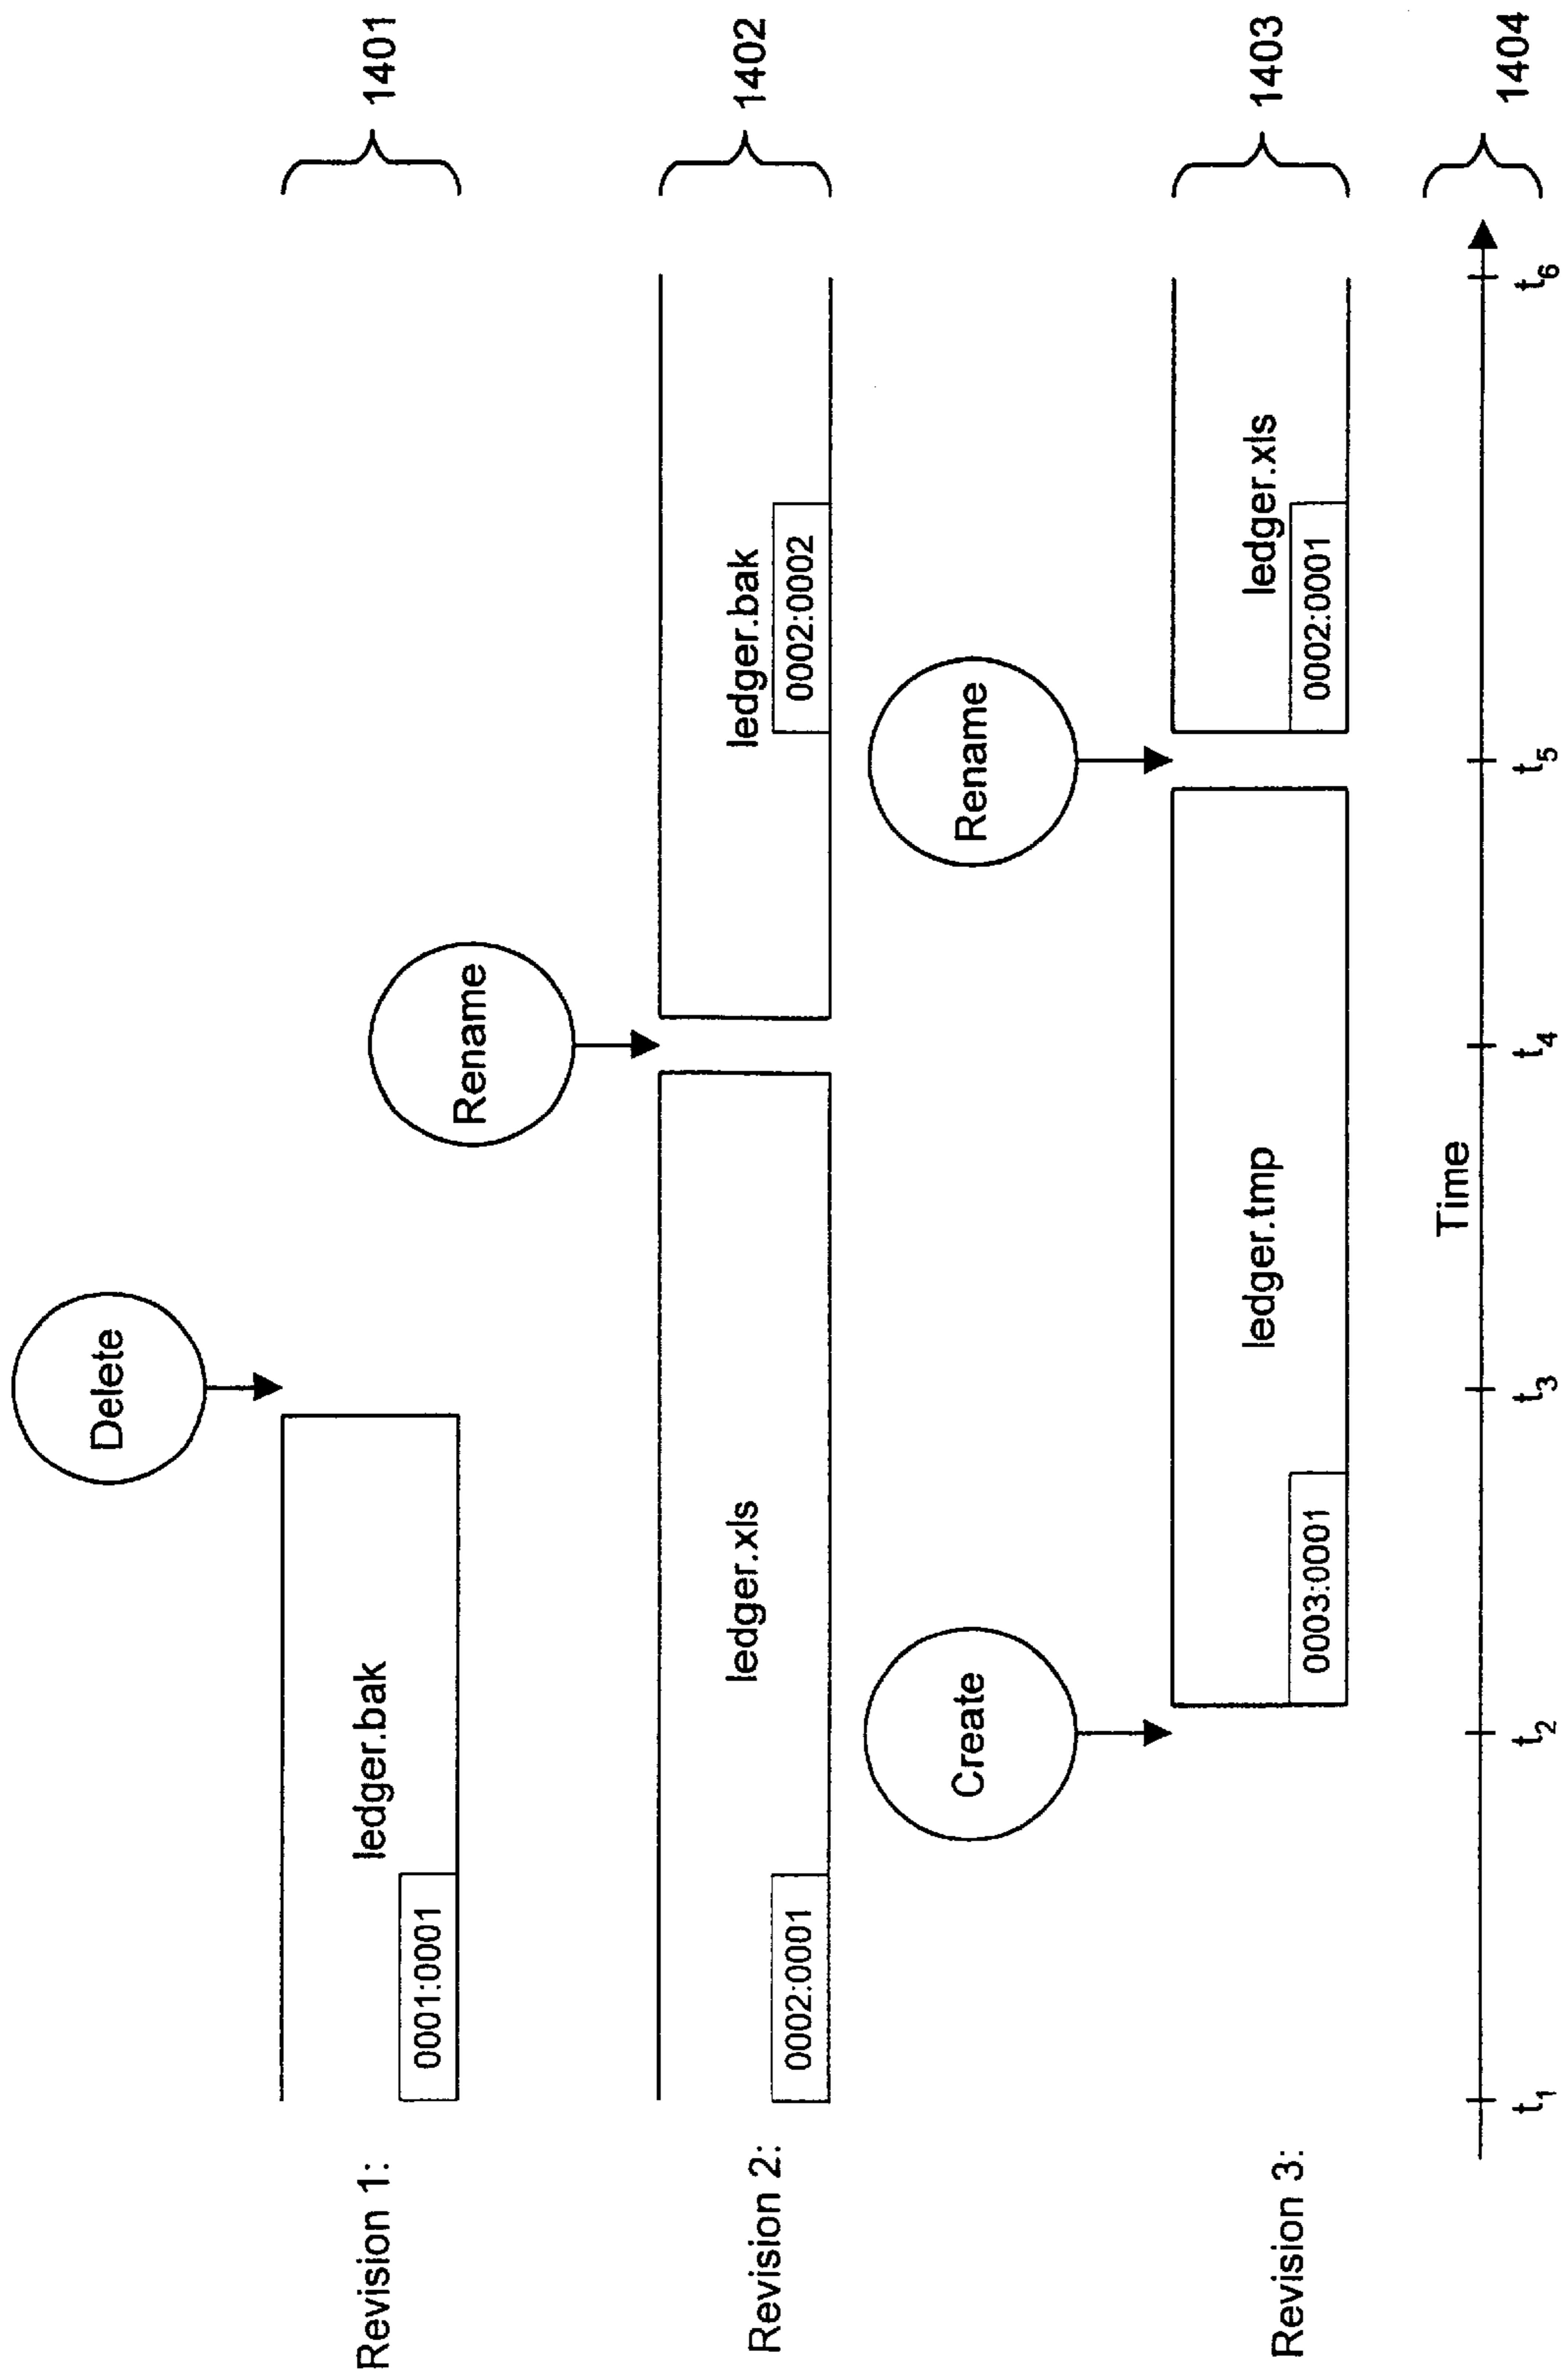 Delete
Revision 1:
ledger.bak
0001:0001
1401
Rename
Revision 2:
ledger.xls
0002:0001
ledger.bak
0002:0002
1402
Create
Rename
Revision 3:
ledger.tmp
0003:0001
ledger.xls
0002:0001
1403
Time
t₁ t₂ t₃ t₄ t₅ t₆
1404